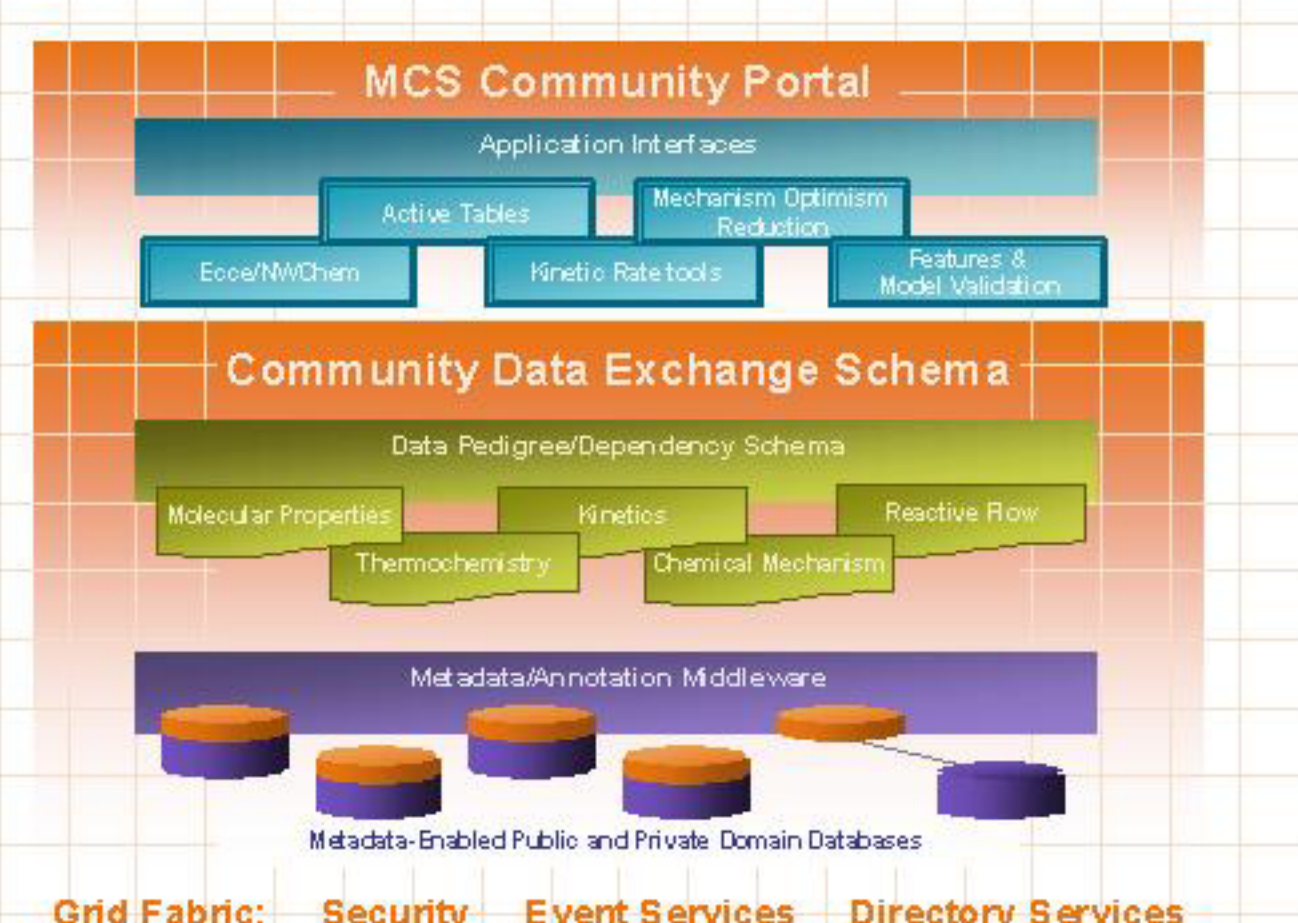 MCS Community Portal
Application Interfaces
Active Tables
Mechanism Optimism
Reduction
Ecce/NWChem
Kinetic Rate tools
Features &
Model Validation
Community Data Exchange Schema
Data Pedigree/Dependency Schema
Molecular Properties
Kinetics
Reactive Flow
Thermochemistry
Chemical Mechanism
Metadada/Annotation Middleware
Metadata-Enabled Public and Private Domain Databases
Grid Fabric: Security Event Services Directory Services